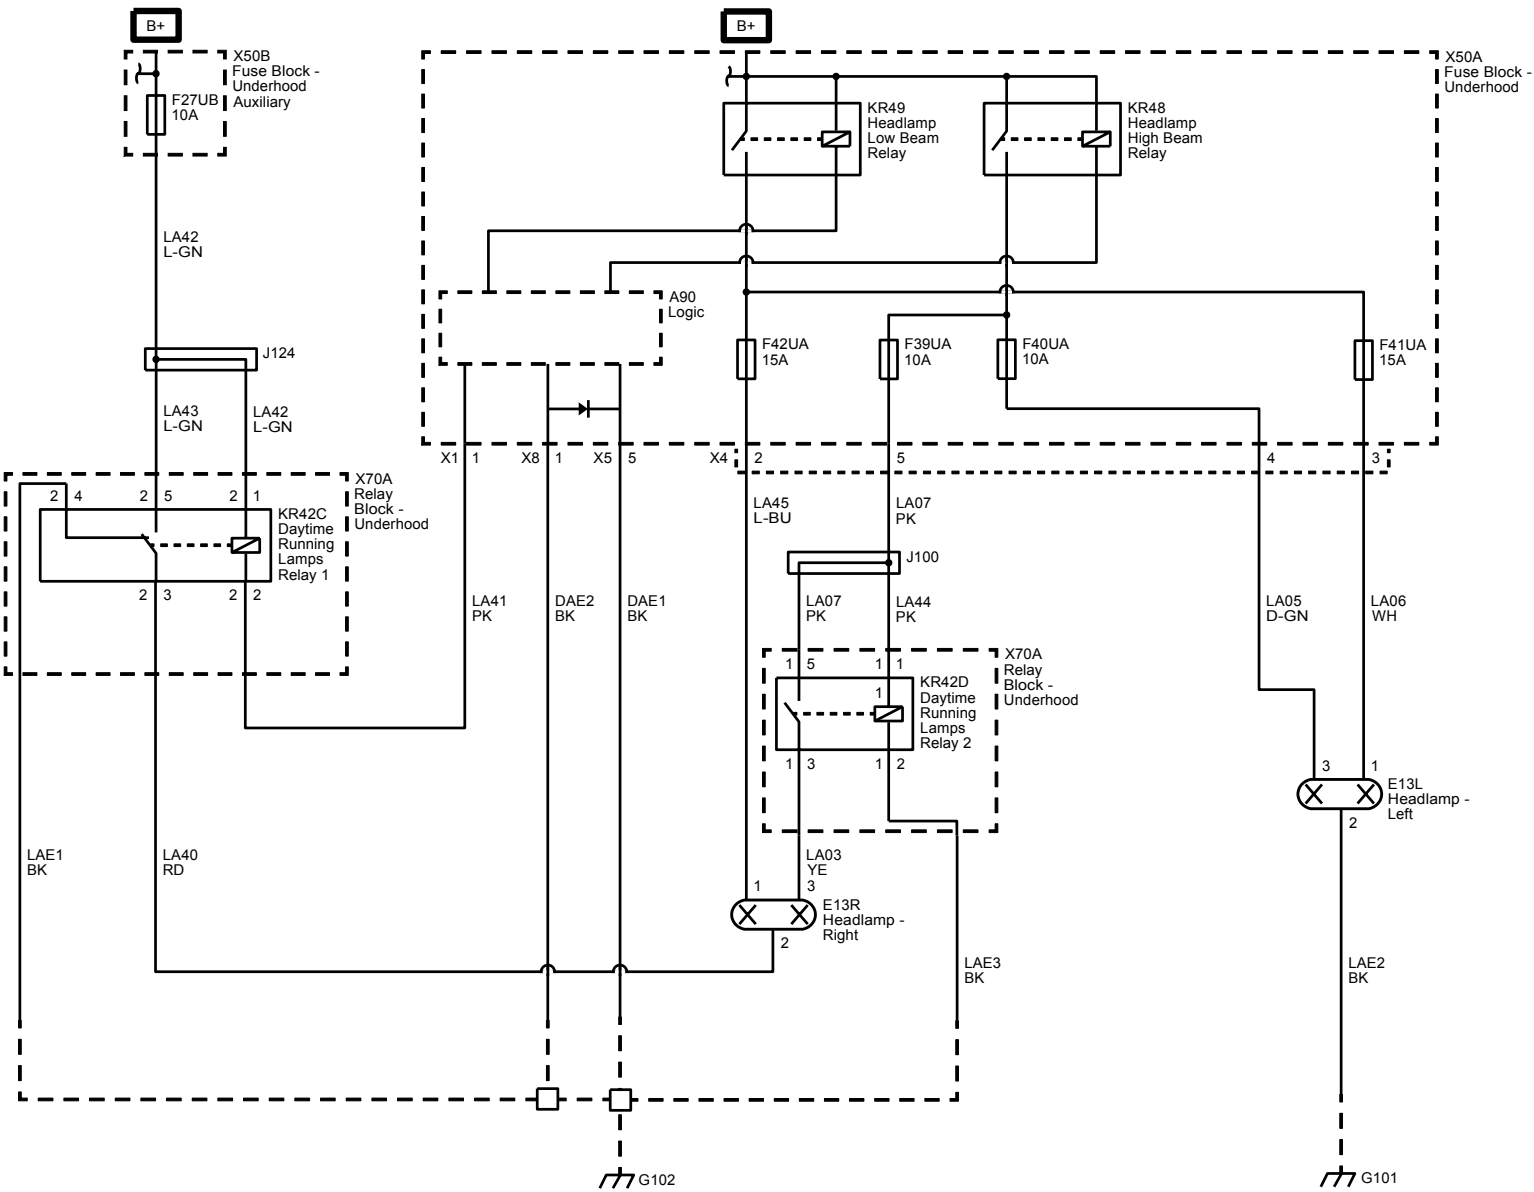 B+
B+
X50B
Fuse Block -
Underhood
Auxiliary
F27UB
10A
X50A
Fuse Block -
Underhood
KR49
Headlamp
Low Beam
Relay
KR48
Headlamp
High Beam
Relay
LA42
L-GN
A90
Logic
J124
F42UA
15A
F39UA
10A
F40UA
10A
F41UA
15A
LA43
L-GN
LA42
L-GN
X1 1
X8 1
X5 5
X4 2
5
4
3
X70A
Relay
Block -
Underhood
2 4
2 5
2 1
KR42C
Daytime
Running
Lamps
Relay 1
2 3
2 2
LA45
L-BU
LA07
PK
J100
LA41
PK
DAE2
BK
DAE1
BK
LA07
PK
LA44
PK
LA05
D-GN
LA06
WH
X70A
Relay
Block -
Underhood
1 5
1 1
1
KR42D
Daytime
Running
Lamps
Relay 2
1 3
1 2
3
1
E13L
Headlamp -
Left
2
LAE1
BK
LA40
RD
LA03
YE
1
3
E13R
Headlamp -
Right
2
LAE3
BK
LAE2
BK
G102
G101